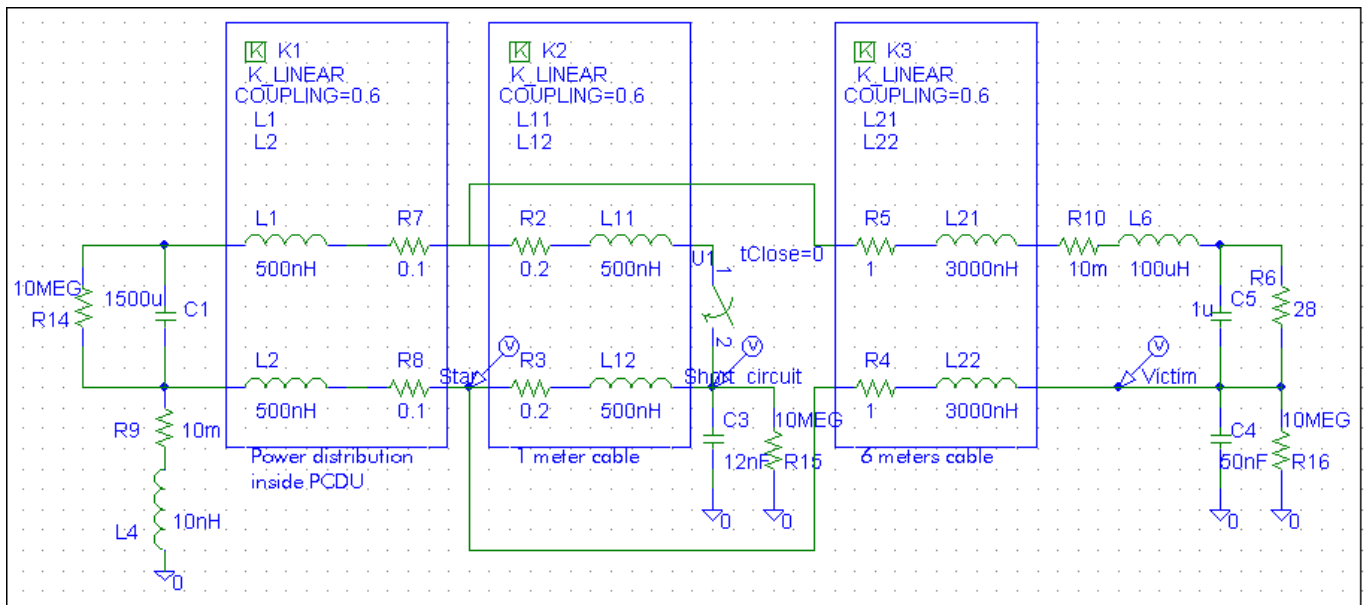 K K1
K_LINEAR
COUPLING=0.6
L1
L2
K K2
K_LINEAR
COUPLING=0.6
L11
L12
K K3
K_LINEAR
COUPLING=0.6
L21
L22
L1
500nH
R7
0.1
R2
0.2
L11
500nH
U1
tClose=0
1
2
R5
1
L21
3000nH
R10
10m
L6
100uH
10MEG
R14
1500u
C1
1u
C5
R6
28
L2
500nH
R8
0.1
Star
V
R3
0.2
L12
500nH
Short circuit
V
R4
1
L22
3000nH
Victim
V
R9
10m
L4
10nH
0
C3
12nF
10MEG
R15
0
0
C4
50nF
10MEG
R16
0
0
Power distribution
inside PCDU
1 meter cable
6 meters cable